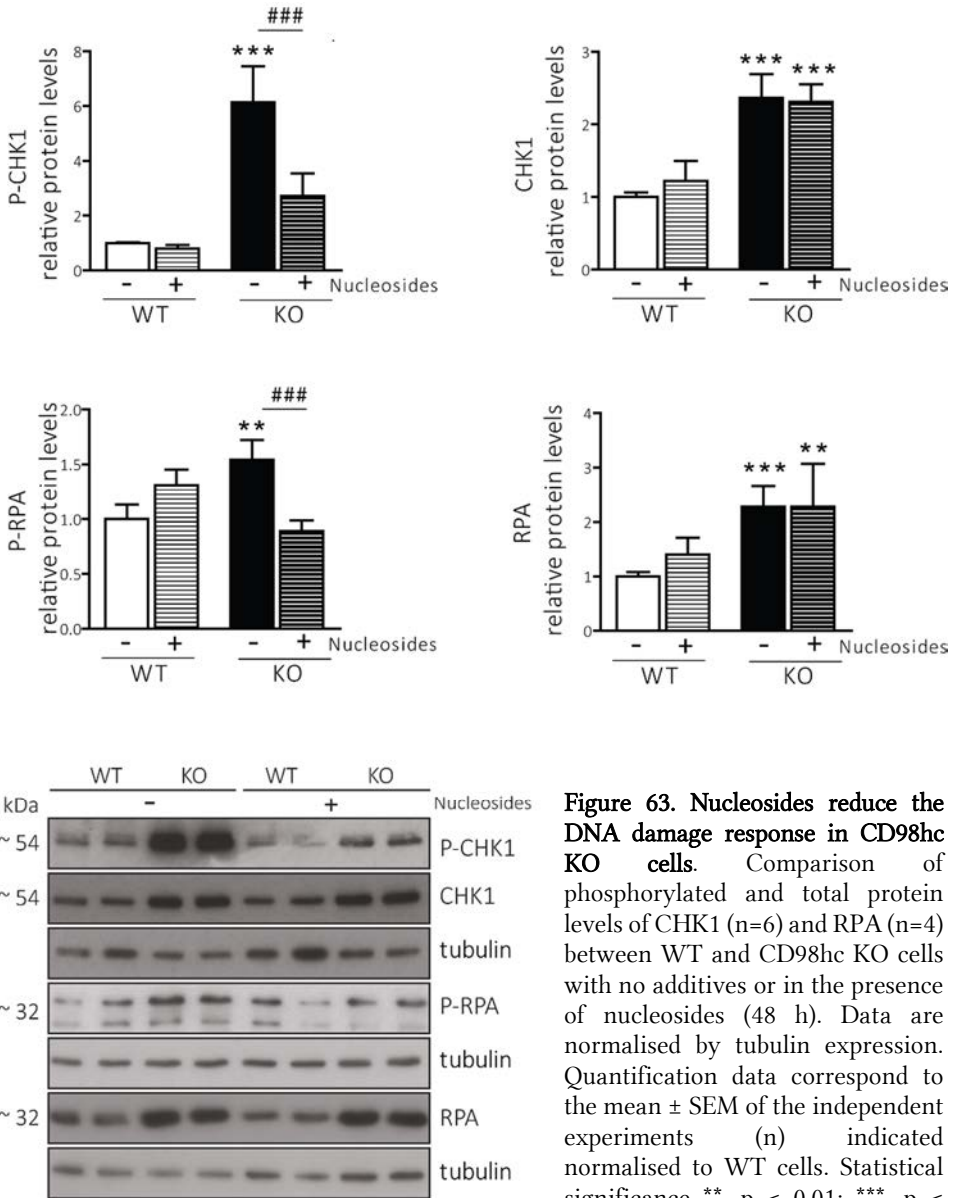 ###
***
8
6
4
2
0
P-CHK1
relative protein levels
- + - + Nucleosides
WT KO
*** ***
3
2
1
0
CHK1
relative protein levels
- + - + Nucleosides
WT KO
###
**
2.0
1.5
1.0
0.5
0.0
P-RPA
relative protein levels
- + - + Nucleosides
WT KO
*** **
4
3
2
1
0
RPA
relative protein levels
- + - + Nucleosides
WT KO
WT KO WT KO
kDa - + Nucleosides
~ 54 P-CHK1
~ 54 CHK1
tubulin
~ 32 P-RPA
tubulin
~ 32 RPA
tubulin
Figure 63. Nucleosides reduce the
DNA damage response in CD98hc
KO cells. Comparison of
phosphorylated and total protein
levels of CHK1 (n=6) and RPA (n=4)
between WT and CD98hc KO cells
with no additives or in the presence
of nucleosides (48 h). Data are
normalised by tubulin expression.
Quantification data correspond to
the mean ± SEM of the independent
experiments (n) indicated
normalised to WT cells. Statistical
significance **, p < 0.01; ***, p <